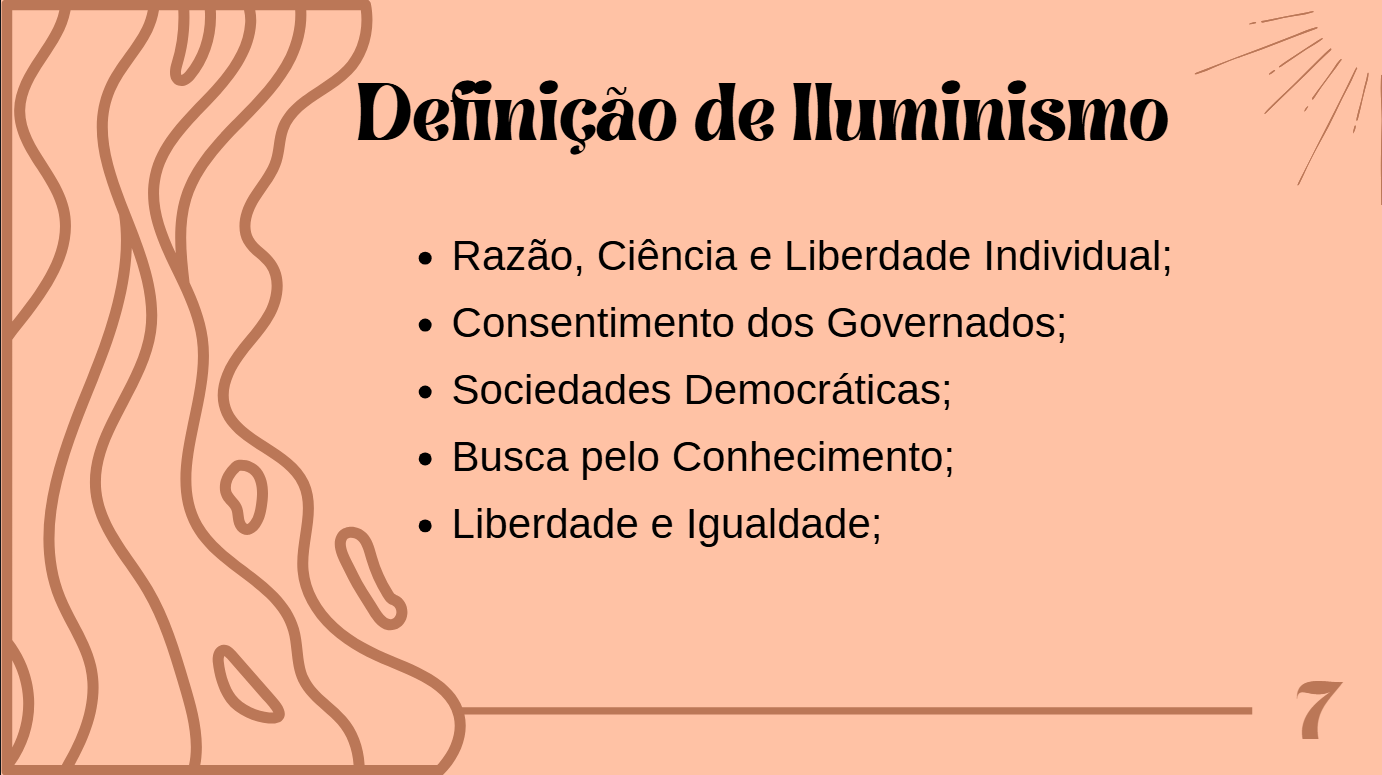 Definição de Iluminismo
• Razão, Ciência e Liberdade Individual;
• Consentimento dos Governados;
• Sociedades Democráticas;
• Busca pelo Conhecimento;
• Liberdade e Igualdade;
7